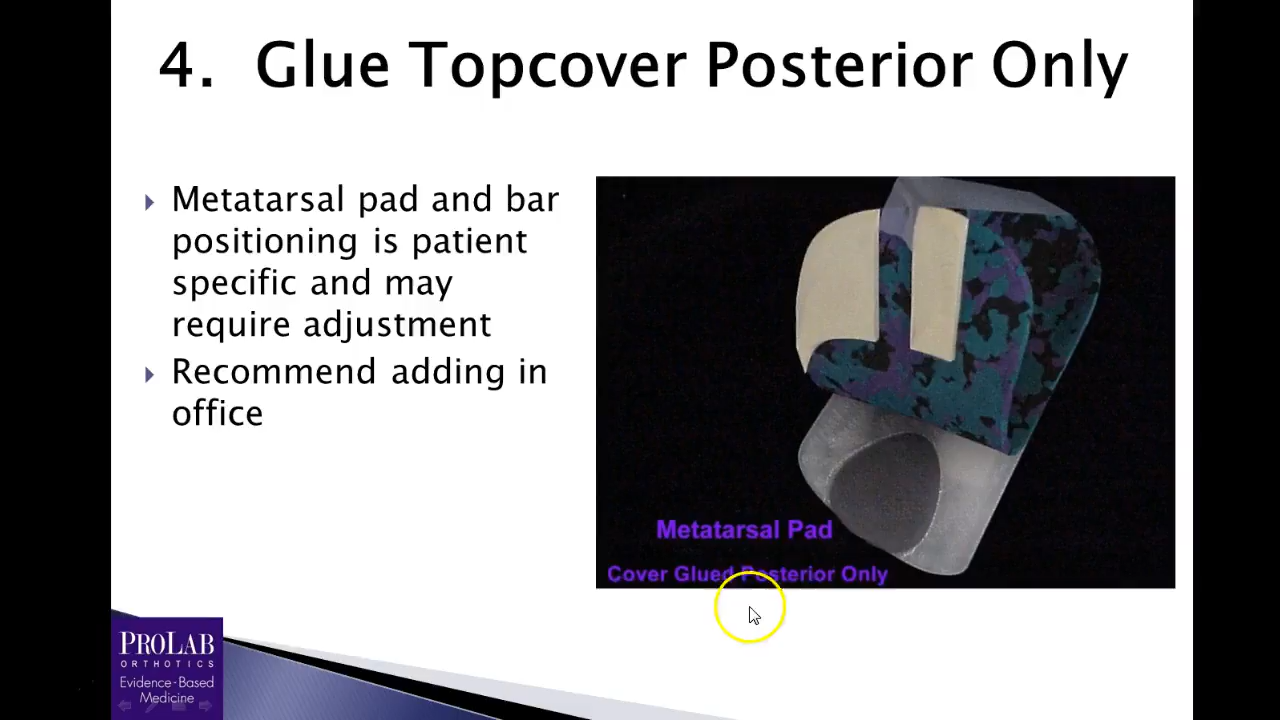 4. Glue Topcover Posterior Only
Metatarsal pad and bar
positioning is patient
specific and may
require adjustment
Recommend adding in
office
Metatarsal Pad
Cover Glued Posterior Only
PROLAB
ORTHOTICS
Evidence-Based
Medicine